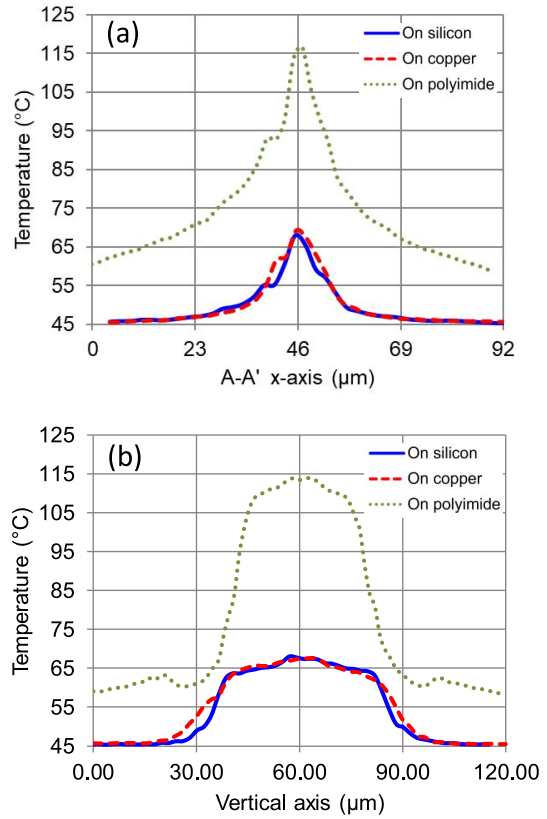 (a)
On silicon
On copper
On polyimide
Temperature (°C)
125
115
105
95
85
75
65
55
45
0 23 46 69 92
A-A' x-axis (µm)
(b)
On silicon
On copper
On polyimide
Temperature (°C)
125
115
105
95
85
75
65
55
45
0.00 30.00 60.00 90.00 120.00
Vertical axis (µm)